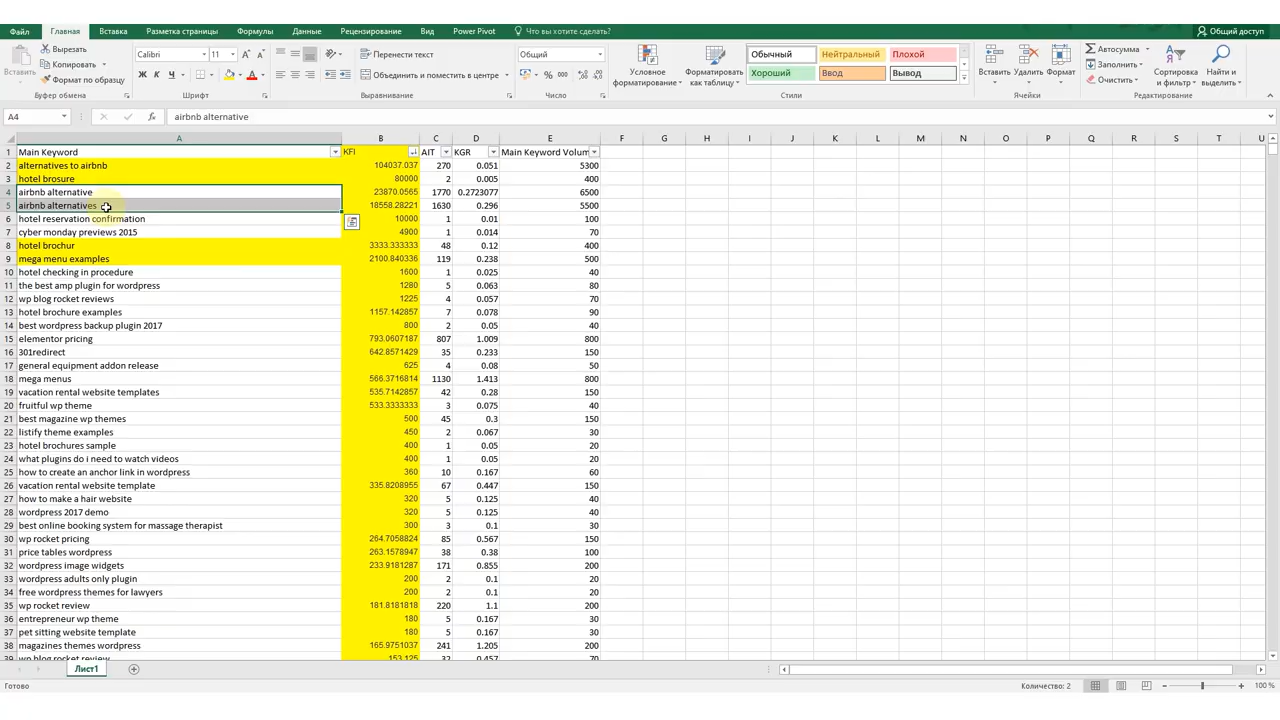 Файл Главная Вставка Разметка страницы Формулы Данные Рецензирование Вид Power Pivot Что вы хотите сделать? Общий доступ
Вставить Вырезать Копировать Формат по образцу
Буфер обмена
Calibri 11
Ж К Ч
Шрифт
Перенести текст
Объединить и поместить в центре
Выравнивание
Общий
% 000
Число
Условное форматирование
Форматировать как таблицу
Обычный Нейтральный Плохой
Хороший Ввод Вывод
Стили
Вставить Удалить Формат
Ячейки
Автосумма
Заполнить
Очистить
Сортировка и фильтр
Найти и выделить
Редактирование
A4 fx airbnb alternative
A B C D E F G H I J K L M N O P Q R S T U
1 Main Keyword KFI AIT KGR Main Keyword Volum
2 alternatives to airbnb 104037.037 270 0.051 5300
3 hotel brosure 80000 2 0.005 400
4 airbnb alternative 23870.0565 1770 0.2723077 6500
5 airbnb alternatives 18558.28221 1630 0.296 5500
6 hotel reservation confirmation 10000 1 0.01 100
7 cyber monday previews 2015 4900 1 0.014 70
8 hotel brochur 3333.333333 48 0.12 400
9 mega menu examples 2100.840336 119 0.238 500
10 hotel checking in procedure 1600 1 0.025 40
11 the best amp plugin for wordpress 1280 5 0.063 80
12 wp blog rocket reviews 1225 4 0.057 70
13 hotel brochure examples 1157.142857 7 0.078 90
14 best wordpress backup plugin 2017 800 2 0.05 40
15 elementor pricing 793.0607187 807 1.009 800
16 301redirect 642.8571429 35 0.233 150
17 general equipment addon release 625 4 0.08 50
18 mega menus 566.3716814 1130 1.413 800
19 vacation rental website templates 535.7142857 42 0.28 150
20 fruitful wp theme 533.3333333 3 0.075 40
21 best magazine wp themes 500 45 0.3 150
22 listify theme examples 450 2 0.067 30
23 hotel brochures sample 400 1 0.05 20
24 what plugins do i need to watch videos 400 1 0.05 20
25 how to create an anchor link in wordpress 360 10 0.167 60
26 vacation rental website template 335.8208955 67 0.447 150
27 how to make a hair website 320 5 0.125 40
28 wordpress 2017 demo 320 5 0.125 40
29 best online booking system for massage therapist 300 3 0.1 30
30 wp rocket pricing 264.7058824 85 0.567 150
31 price tables wordpress 263.1578947 38 0.38 100
32 wordpress image widgets 233.9181287 171 0.855 200
33 wordpress adults only plugin 200 2 0.1 20
34 free wordpress themes for lawyers 200 2 0.1 20
35 wp rocket review 181.8181818 220 1.1 200
36 entrepreneur wp theme 180 5 0.167 30
37 pet sitting website template 180 5 0.167 30
38 magazines themes wordpress 165.9751037 241 1.205 200
39 wp blog rocket review 153.125 32 0.457 70
Лист1
Готово Количество: 2 100 %